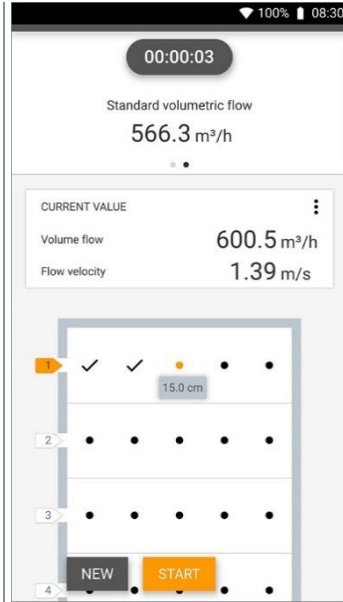 100% 08:30
00:00:03
Standard volumetric flow
566.3 m³/h
CURRENT VALUE
Volume flow 600.5 m³/h
Flow velocity 1.39 m/s
1
15.0 cm
2
3
4
NEW START